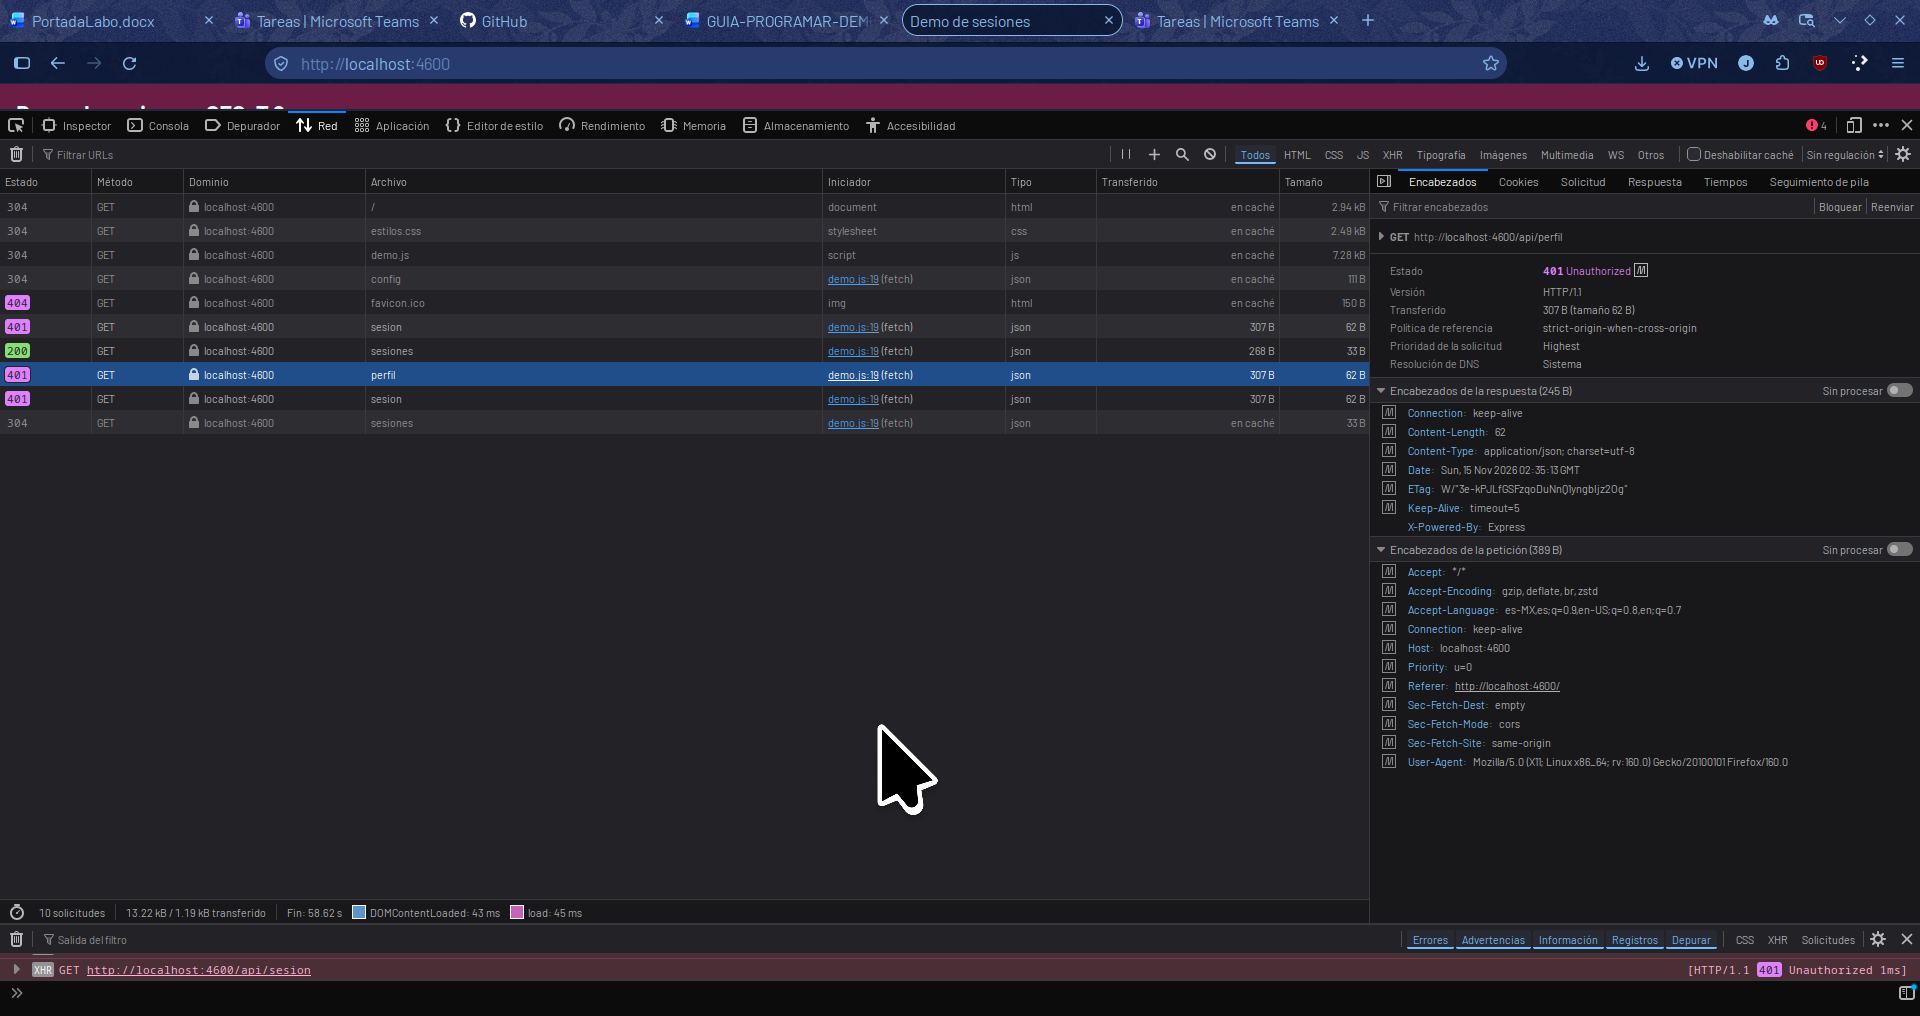 PortadaLabo.docx
Tareas | Microsoft Teams
GitHub
GUIA-PROGRAMAR-DEM
Demo de sesiones
Tareas | Microsoft Teams
http://localhost:4600
VPN
J
Inspector
Consola
Depurador
Red
Aplicación
Editor de estilo
Rendimiento
Memoria
Almacenamiento
Accesibilidad
4
Filtrar URLs
Todos HTML CSS JS XHR Tipografía Imágenes Multimedia WS Otros
Deshabilitar caché
Sin regulación
Estado Método Dominio Archivo Iniciador Tipo Transferido Tamaño
304 GET localhost:4600 / document html en caché 2.94 kB
304 GET localhost:4600 estilos.css stylesheet css en caché 2.49 kB
304 GET localhost:4600 demo.js script js en caché 7.28 kB
304 GET localhost:4600 config demo.js:19 (fetch) json en caché 111 B
404 GET localhost:4600 favicon.ico img html en caché 150 B
401 GET localhost:4600 sesion demo.js:19 (fetch) json 307 B 62 B
200 GET localhost:4600 sesiones demo.js:19 (fetch) json 268 B 33 B
401 GET localhost:4600 perfil demo.js:19 (fetch) json 307 B 62 B
401 GET localhost:4600 sesion demo.js:19 (fetch) json 307 B 62 B
304 GET localhost:4600 sesiones demo.js:19 (fetch) json en caché 33 B
10 solicitudes
13.22 kB / 1.19 kB transferido
Fin: 58.62 s
DOMContentLoaded: 43 ms
load: 45 ms
Encabezados Cookies Solicitud Respuesta Tiempos Seguimiento de pila
Filtrar encabezados
Bloquear
Reenviar
GET http://localhost:4600/api/perfil
Estado 401 Unauthorized
Versión HTTP/1.1
Transferido 307 B (tamaño 62 B)
Política de referencia strict-origin-when-cross-origin
Prioridad de la solicitud Highest
Resolución de DNS Sistema
Encabezados de la respuesta (245 B)
Sin procesar
Connection: keep-alive
Content-Length: 62
Content-Type: application/json; charset=utf-8
Date: Sun, 15 Nov 2026 02:35:13 GMT
Keep-Alive: timeout=5
X-Powered-By: Express
Encabezados de la petición (389 B)
Sin procesar
Accept: */*
Accept-Encoding: gzip, deflate, br, zstd
Accept-Language: es-MX,es;q=0.9,en-US;q=0.8,en;q=0.7
Connection: keep-alive
Host: localhost:4600
Priority: u=0
Referer: http://localhost:4600/
Sec-Fetch-Dest: empty
Sec-Fetch-Mode: cors
Sec-Fetch-Site: same-origin
User-Agent: Mozilla/5.0 (X11; Linux x86_64; rv:160.0) Gecko/20100101 Firefox/160.0
Salida del filtro
Errores Advertencias Información Registros Depurar
CSS XHR Solicitudes
XHR GET http://localhost:4600/api/sesion
[HTTP/1.1 401 Unauthorized 1ms]